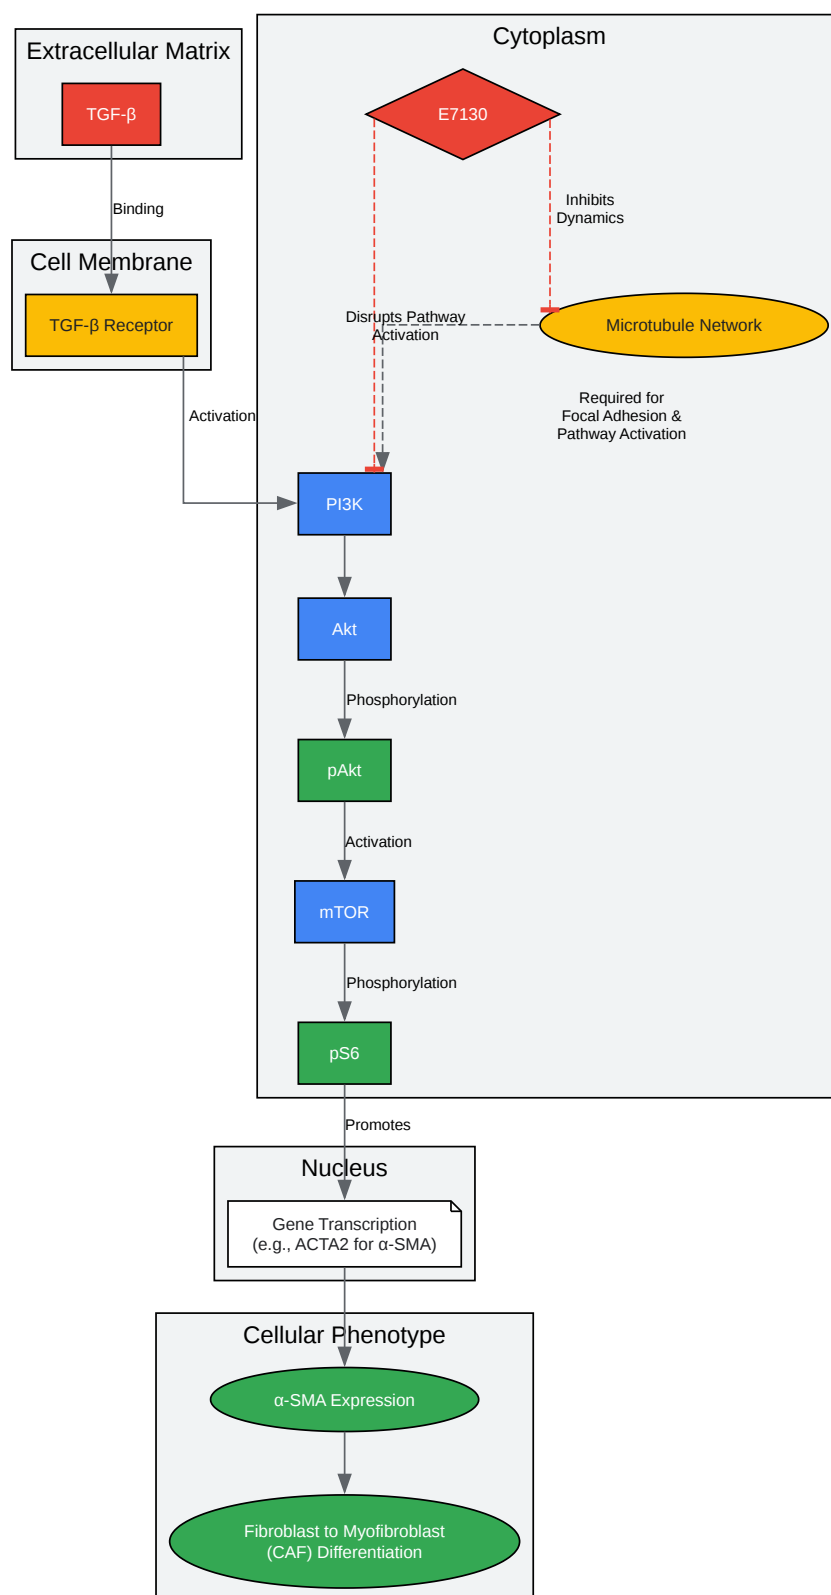 Extracellular Matrix
TGF-β
Binding
Cell Membrane
TGF-β Receptor
Activation
Cytoplasm
E7130
Inhibits
Dynamics
Disrupts Pathway
Activation
Microtubule Network
Required for
Focal Adhesion &
Pathway Activation
PI3K
Akt
Phosphorylation
pAkt
Activation
mTOR
Phosphorylation
pS6
Promotes
Nucleus
Gene Transcription
(e.g., ACTA2 for α-SMA)
Cellular Phenotype
α-SMA Expression
Fibroblast to Myofibroblast
(CAF) Differentiation